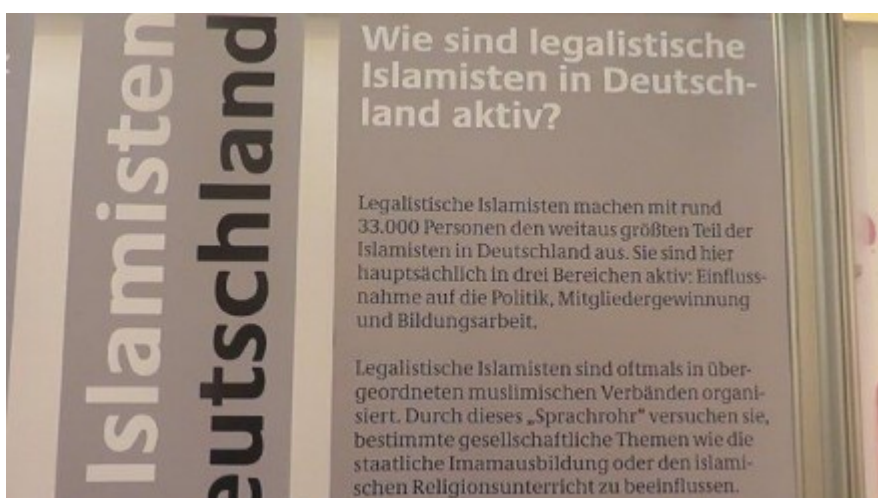 Islamisten
eutschland
Wie sind legalistische
Islamisten in Deutsch-
land aktiv?
Legalistische Islamisten machen mit rund
33.000 Personen den weitaus größten Teil der
Islamisten in Deutschland aus. Sie sind hier
hauptsächlich in drei Bereichen aktiv: Einfluss-
nahme auf die Politik, Mitgliedergewinnung
und Bildungsarbeit.
Legalistische Islamisten sind oftmals in über-
geordneten muslimischen Verbänden organi-
siert. Durch dieses „Sprachrohr“ versuchen sie,
bestimmte gesellschaftliche Themen wie die
staatliche Imamausbildung oder den islami-
schen Religionsunterricht zu beeinflussen.